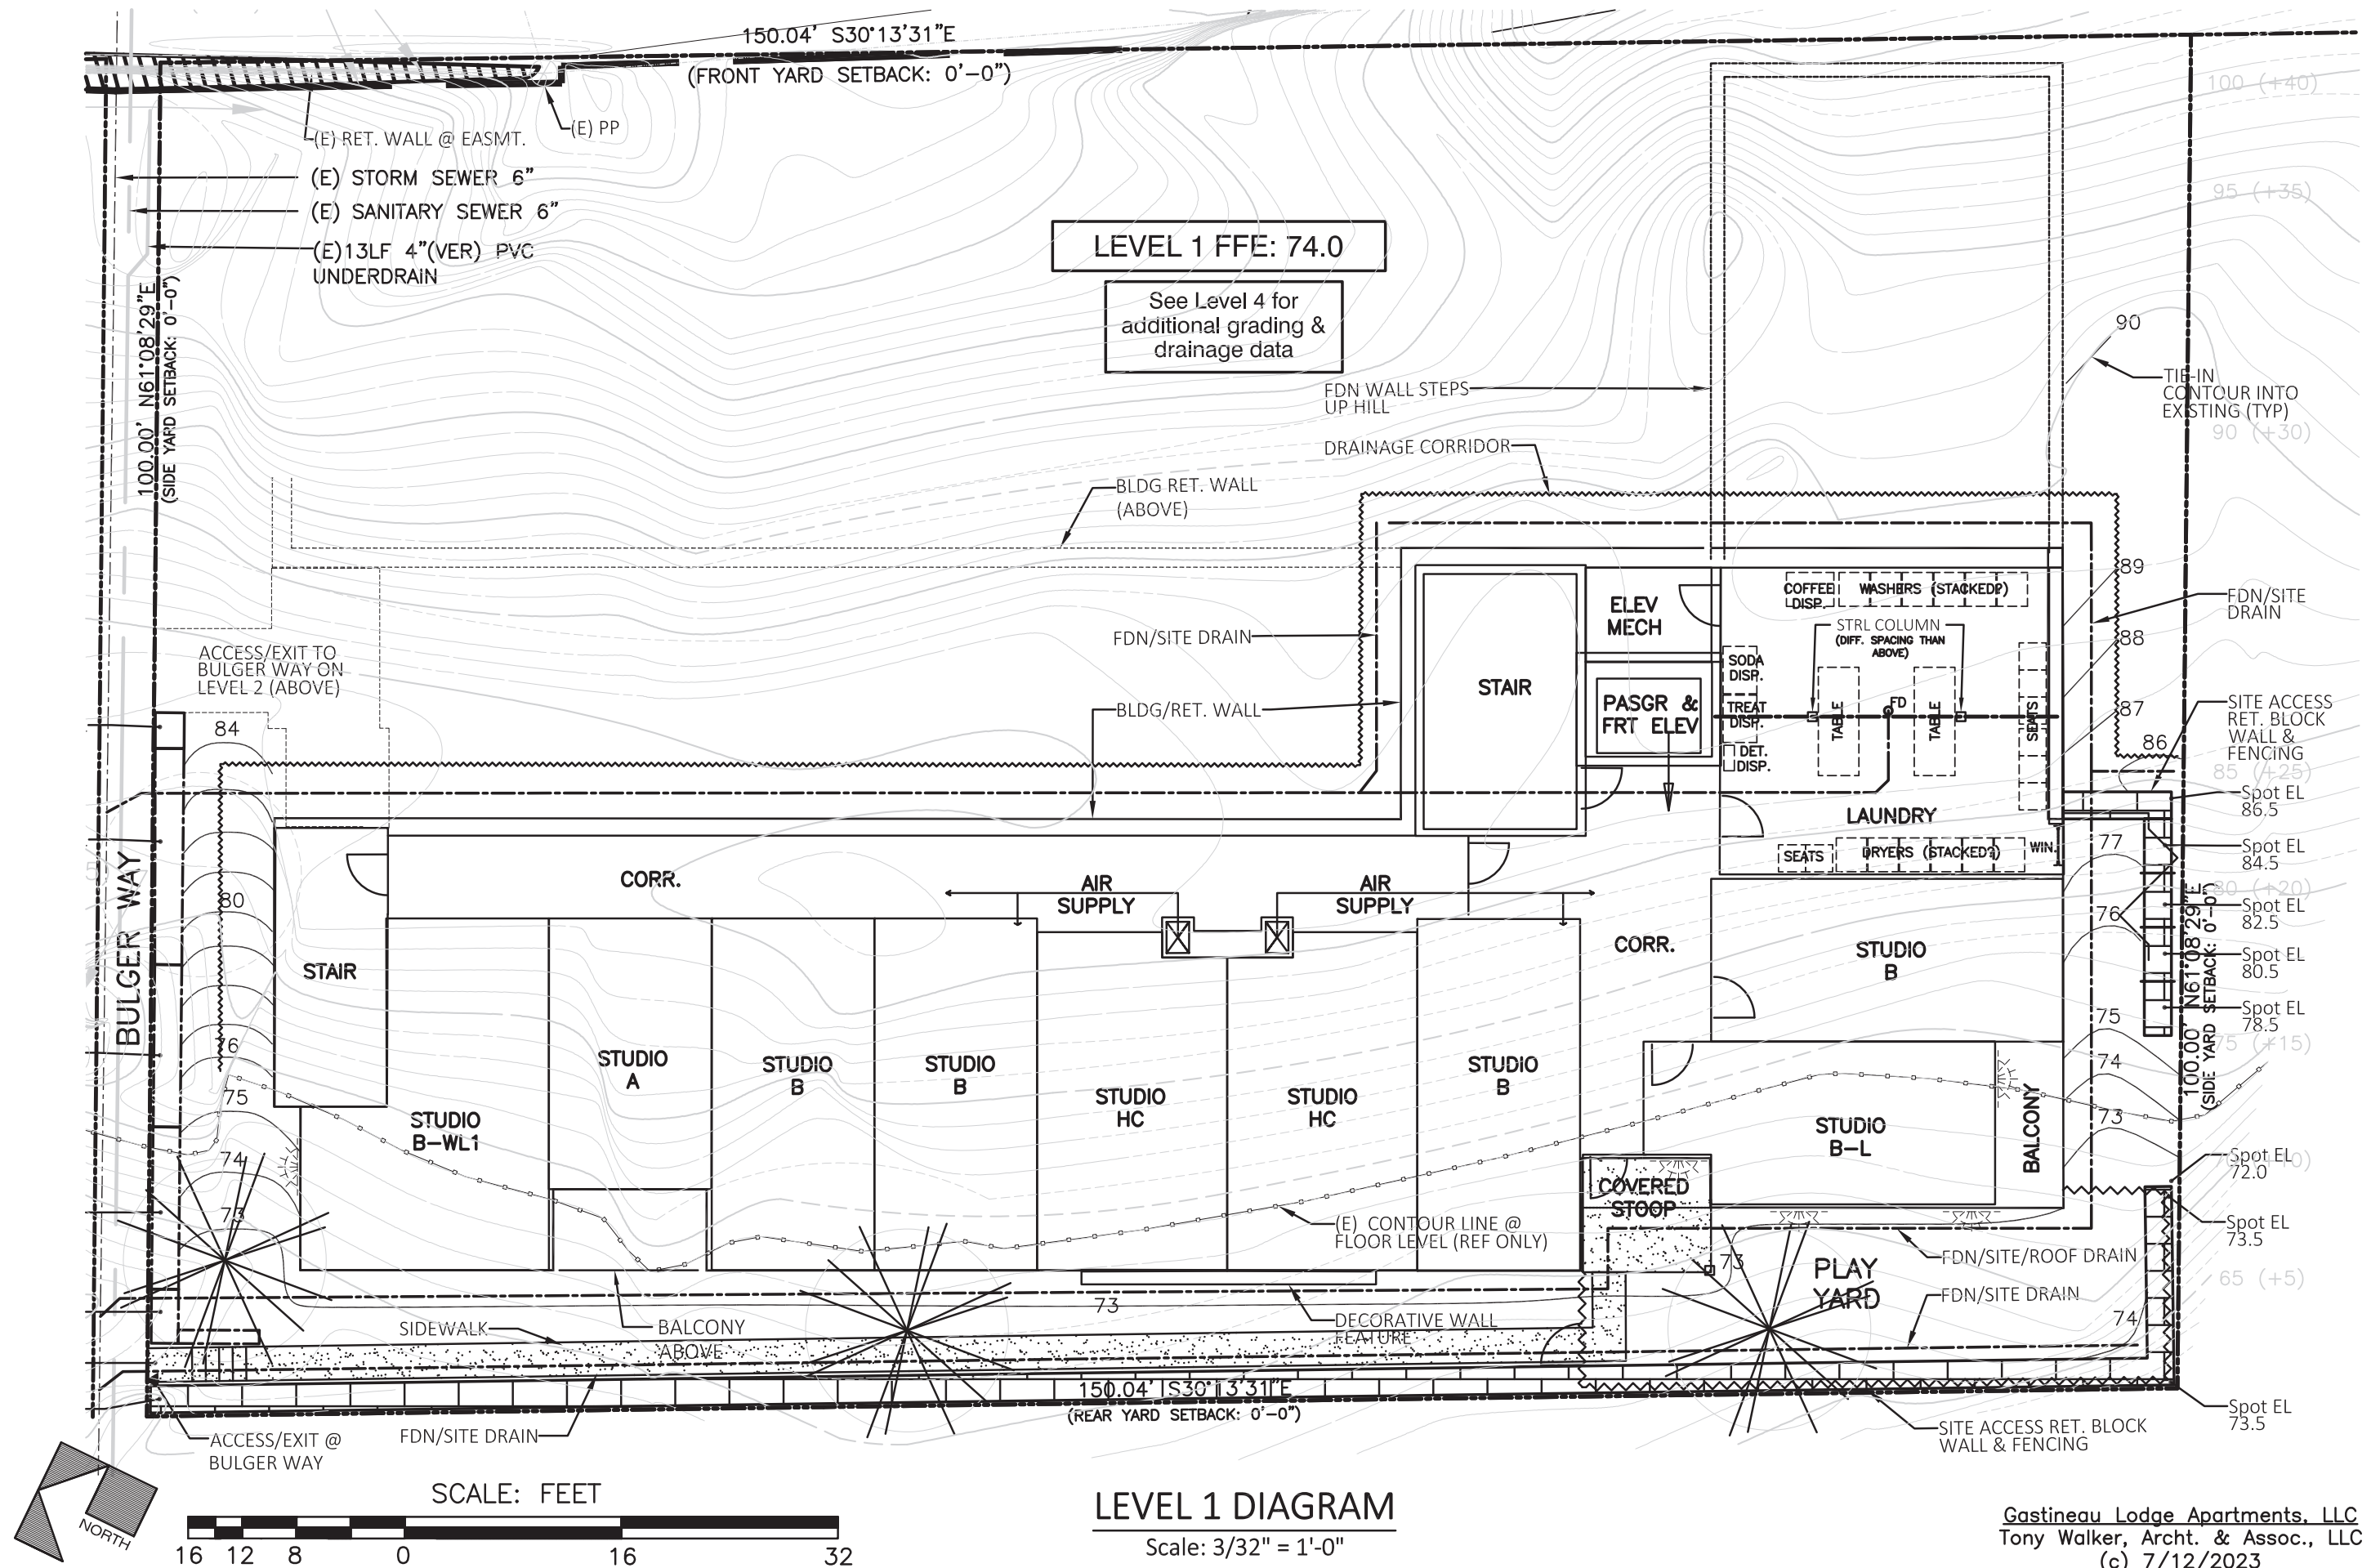 150.04' S30°13'31"E
(FRONT YARD SETBACK: 0'-0")
100 (+40)
(E) RET. WALL @ EASMT.
(E) PP
(E) STORM SEWER 6"
(E) SANITARY SEWER 6"
(E)13LF 4"(VER) PVC
UNDERDRAIN
95 (+35)
LEVEL 1 FFE: 74.0
See Level 4 for
additional grading &
drainage data
100.00' N61°08'29"E
(SIDE YARD SETBACK: 0'-0")
90
TIE-IN
CONTOUR INTO
EXISTING (TYP)
90 (+30)
FDN WALL STEPS
UP HILL
DRAINAGE CORRIDOR
BLDG RET. WALL
(ABOVE)
89
FDN/SITE
DRAIN
88
87
86
COFFEE
DISP.
WASHERS (STACKED?)
ELEV
MECH
STRL COLUMN
(DIFF. SPACING THAN
ABOVE)
FDN/SITE DRAIN
ACCESS/EXIT TO
BULGER WAY ON
LEVEL 2 (ABOVE)
STAIR
SODA
DISP.
TREAT
DISP.
DET.
DISP.
PASGR &
FRT ELEV
TABLE
FD
TABLE
SEATS
BLDG/RET. WALL
SITE ACCESS
RET. BLOCK
WALL &
FENCING
85 (+25)
84
Spot EL
86.5
LAUNDRY
SEATS
DRYERS (STACKED?)
WIN.
77
Spot EL
84.5
80 (+20)
Spot EL
82.5
76
Spot EL
80.5
Spot EL
78.5
75
75 (+15)
74
73
100.00' N61°08'29"E
(SIDE YARD SETBACK: 0'-0")
BULGER WAY
80
76
75
74
73
CORR.
AIR
SUPPLY
AIR
SUPPLY
CORR.
STAIR
STUDIO
B-WL1
STUDIO
A
STUDIO
B
STUDIO
B
STUDIO
HC
STUDIO
HC
STUDIO
B
STUDIO
B
STUDIO
B-L
BALCONY
COVERED
STOOP
Spot EL
72.0
Spot EL
73.5
(E) CONTOUR LINE @
FLOOR LEVEL (REF ONLY)
FDN/SITE/ROOF DRAIN
73
PLAY
YARD
65 (+5)
FDN/SITE DRAIN
74
73
SIDEWALK
BALCONY
ABOVE
DECORATIVE WALL
FEATURE
150.04' S30°13'31"E
(REAR YARD SETBACK: 0'-0")
Spot EL
73.5
ACCESS/EXIT @
BULGER WAY
FDN/SITE DRAIN
SITE ACCESS RET. BLOCK
WALL & FENCING
NORTH
SCALE: FEET
16 12 8 0 16 32
LEVEL 1 DIAGRAM
Scale: 3/32" = 1'-0"
Gastineau Lodge Apartments, LLC
Tony Walker, Archt. & Assoc., LLC
(c) 7/12/2023